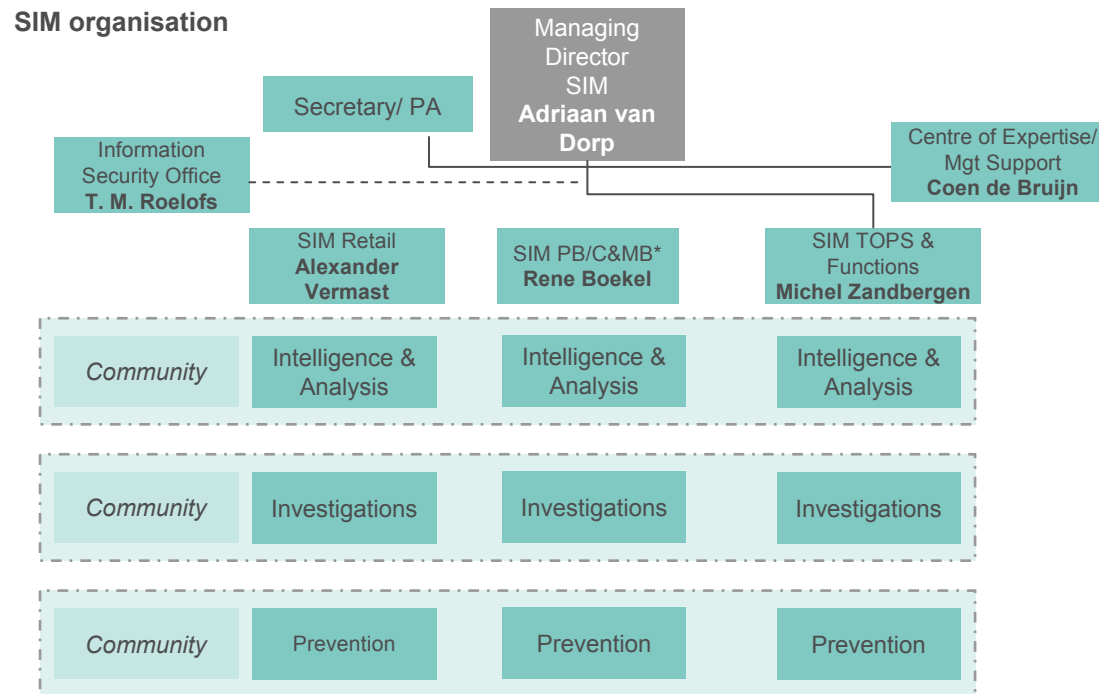 SIM organisation
Managing
Director
SIM
Adriaan van
Dorp
Secretary/ PA
Information
Security Office
T. M. Roelofs
Centre of Expertise/
Mgt Support
Coen de Bruijn
SIM Retail
Alexander
Vermast
SIM PB/C&MB*
Rene Boekel
SIM TOPS &
Functions
Michel Zandbergen
Community
Intelligence &
Analysis
Intelligence &
Analysis
Intelligence &
Analysis
Community
Investigations
Investigations
Investigations
Community
Prevention
Prevention
Prevention